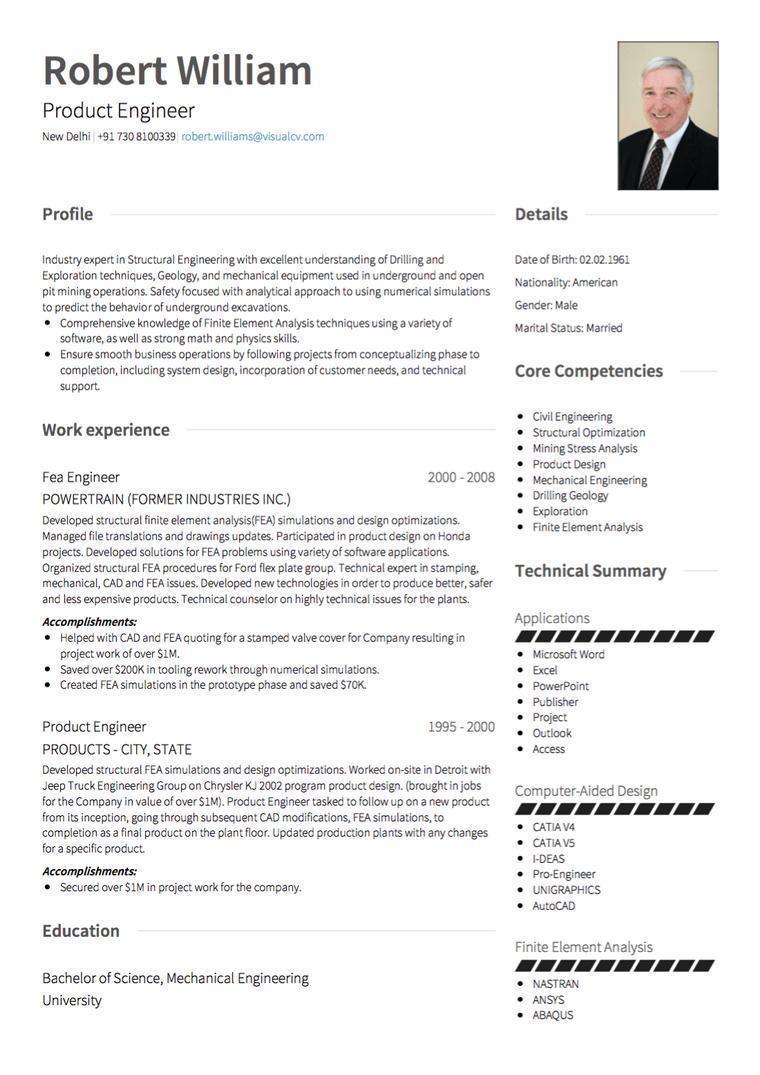 Robert William
Product Engineer
New Delhi | +91 730 8100339 | robert.williams@visualcv.com
Profile
Industry expert in Structural Engineering with excellent understanding of Drilling and
Exploration techniques, Geology, and mechanical equipment used in underground and open
pit mining operations. Safety focused with analytical approach to using numerical simulations
to predict the behavior of underground excavations.
• Comprehensive knowledge of Finite Element Analysis techniques using a variety of
software, as well as strong math and physics skills.
• Ensure smooth business operations by following projects from conceptualizing phase to
completion, including system design, incorporation of customer needs, and technical
support.
Work experience
Fea Engineer 2000 - 2008
POWERTRAIN (FORMER INDUSTRIES INC.)
Developed structural finite element analysis(FEA) simulations and design optimizations.
Managed file translations and drawings updates. Participated in product design on Honda
projects. Developed solutions for FEA problems using variety of software applications.
Organized structural FEA procedures for Ford flex plate group. Technical expert in stamping,
mechanical, CAD and FEA issues. Developed new technologies in order to produce better, safer
and less expensive products. Technical counselor on highly technical issues for the plants.
Accomplishments:
• Helped with CAD and FEA quoting for a stamped valve cover for Company resulting in
project work of over $1M.
• Saved over $200K in tooling rework through numerical simulations.
• Created FEA simulations in the prototype phase and saved $70K.
Product Engineer 1995 - 2000
PRODUCTS - CITY, STATE
Developed structural FEA simulations and design optimizations. Worked on-site in Detroit with
Jeep Truck Engineering Group on Chrysler KJ 2002 program product design. (brought in jobs
for the Company in value of over $1M). Product Engineer tasked to follow up on a new product
from its inception, going through subsequent CAD modifications, FEA simulations, to
completion as a final product on the plant floor. Updated production plants with any changes
for a specific product.
Accomplishments:
• Secured over $1M in project work for the company.
Education
Bachelor of Science, Mechanical Engineering
University
Details
Date of Birth: 02.02.1961
Nationality: American
Gender: Male
Marital Status: Married
Core Competencies
• Civil Engineering
• Structural Optimization
• Mining Stress Analysis
• Product Design
• Mechanical Engineering
• Drilling Geology
• Exploration
• Finite Element Analysis
Technical Summary
Applications
• Microsoft Word
• Excel
• PowerPoint
• Publisher
• Project
• Outlook
• Access
Computer-Aided Design
• CATIA V4
• CATIA V5
• I-DEAS
• Pro-Engineer
• UNIGRAPHICS
• AutoCAD
Finite Element Analysis
• NASTRAN
• ANSYS
• ABAQUS